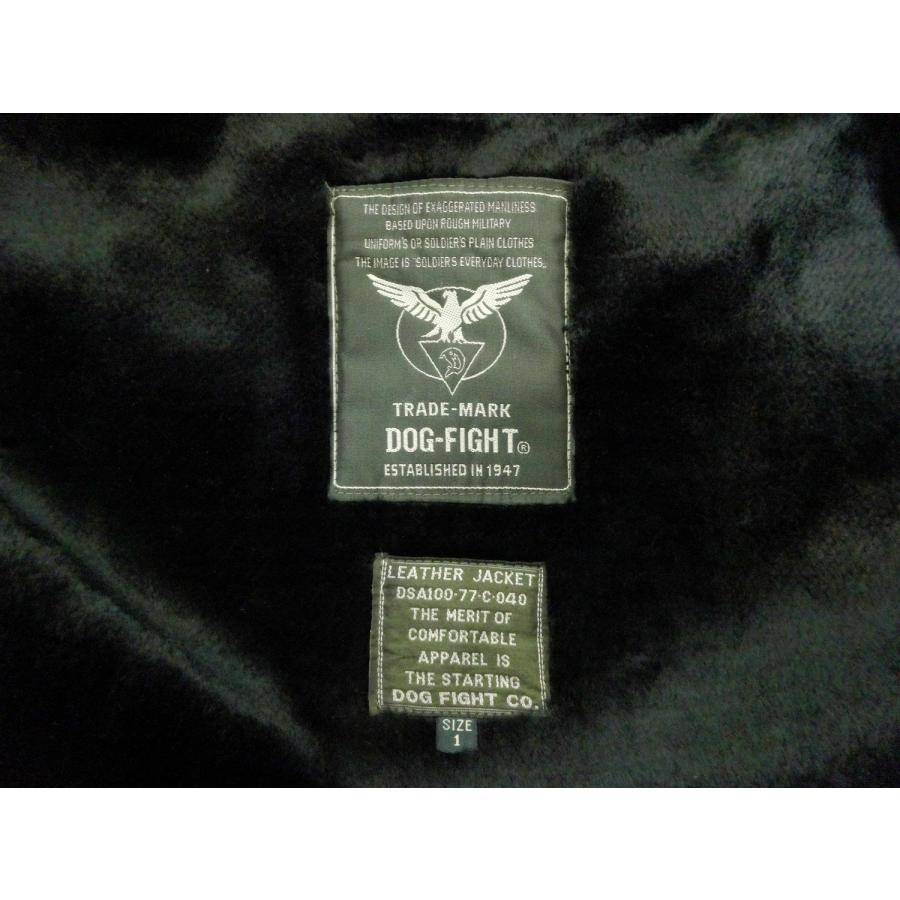 THE DESIGN OF EXAGGERATED MANLINESS
BASED UPON ROUGH MILITARY
UNIFORM'S OR SOLDIER'S PLAIN CLOTHES
THE IMAGE IS "SOLDIER'S EVERYDAY CLOTHES„
TRADE-MARK
DOG-FIGHT®
ESTABLISHED IN 1947
LEATHER JACKET
DSA100-77-C-040
THE MERIT OF
COMFORTABLE
APPAREL IS
THE STARTING
DOG FIGHT CO.
SIZE
1